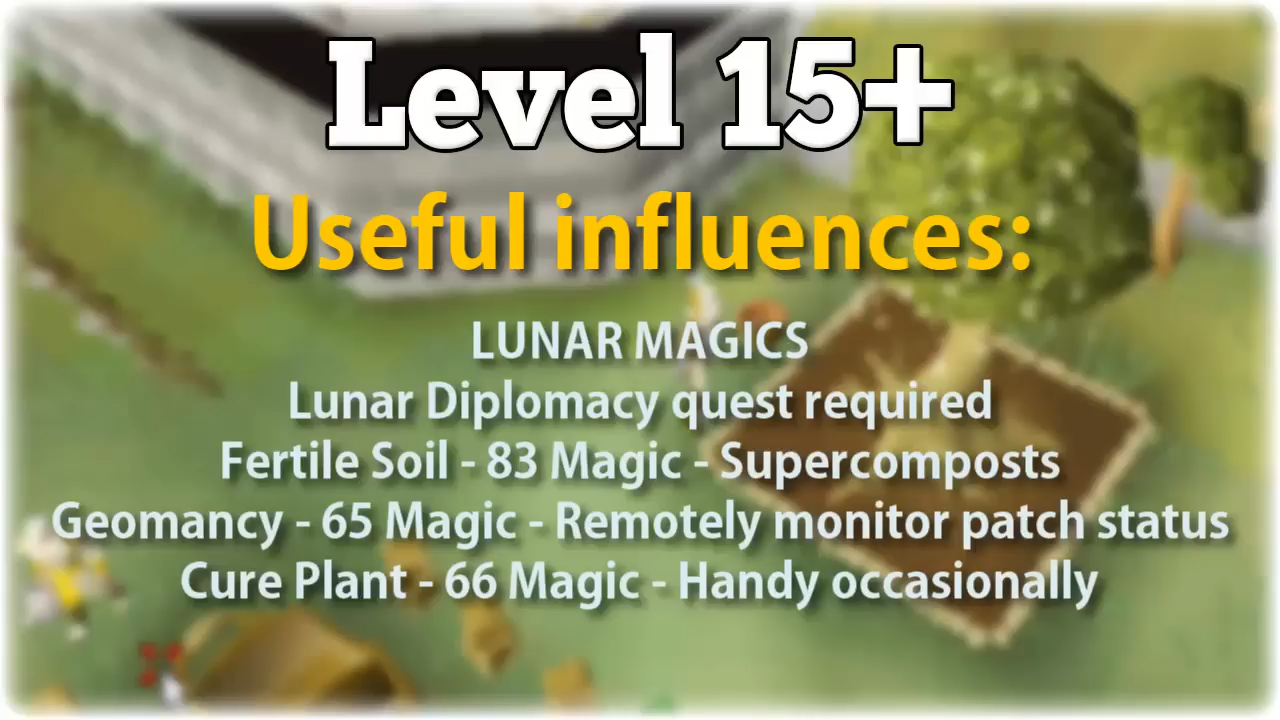 Level 15+
Useful influences:
LUNAR MAGICS
Lunar Diplomacy quest required
Fertile Soil - 83 Magic - Supercomposts
Geomancy - 65 Magic - Remotely monitor patch status
Cure Plant - 66 Magic - Handy occasionally